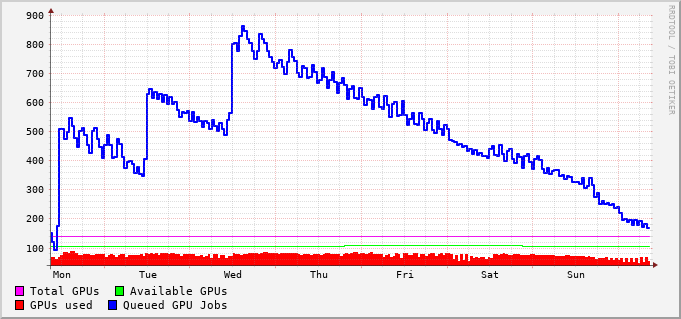 900
800
700
600
500
400
300
200
100
Mon Tue Wed Thu Fri Sat Sun
Total GPUs Available GPUs
GPUs used Queued GPU Jobs
RRDTOOL / TOBI OETIKER